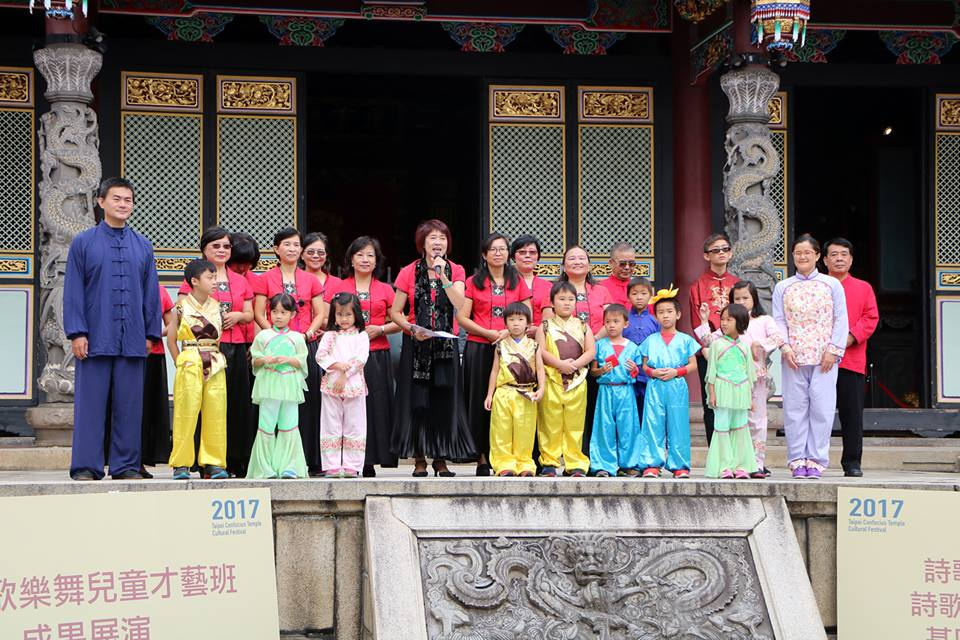 2017
Taipei Confucius Temple
Cultural Festival
欣樂舞兒童才藝班
成果展演
2017
Taipei Confucius Temple
Cultural Festival
詩歌
詩歌